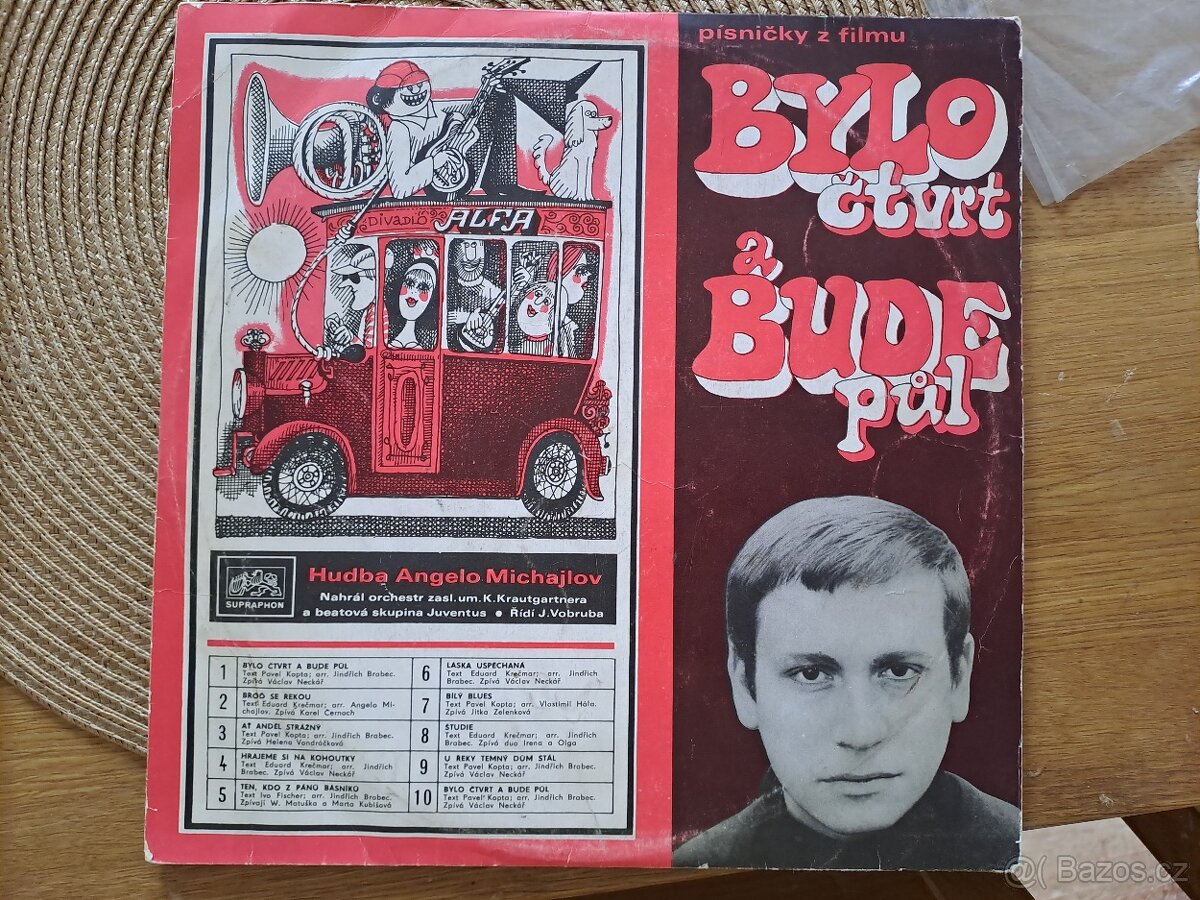 písničky z filmu
BYLO
čtvrt
a
BUDE
půl
Divadlo ALFA
SUPRAPHON
Hudba Angelo Michajlov
Nahrál orchestr zasl. um. K. Krautgartnera
a beatová skupina Juventus ● Řídí J. Vobruba
1 BYLO ČTVRT A BUDE PŮL
Text Pavel Kopta; arr. Jindřich Brabec.
Zpívá Václav Neckář
2 BROĎ SE ŘEKOU
Text Eduard Krečmar; arr. Angelo Mi-
chajlov. Zpívá Karel Černoch
3 AŤ ANDĚL STRÁŽNÝ
Text Pavel Kopta; arr. Jindřich Brabec.
Zpívá Helena Vondráčková
4 HRAJEME SI NA KOHOUTKY
Text Eduard Krečmar; arr. Jindřich
Brabec. Zpívá Václav Neckář
5 TEN, KDO Z PÁNŮ BÁSNÍKŮ
Text Ivo Fischer; arr. Jindřich Brabec.
Zpívají W. Matuška a Marta Kubišová
6 LÁSKA USPĚCHANÁ
Text Eduard Krečmar; arr. Jindřich
Brabec. Zpívá Václav Neckář
7 BÍLÝ BLUES
Text Pavel Kopta; arr. Vlastimil Hála.
Zpívá Jitka Zelenková
8 STUDIE
Text Eduard Krečmar; arr. Jindřich
Brabec. Zpívá duo Irena a Olga
9 U ŘEKY TEMNÝ DŮM STÁL
Text Pavel Kopta; arr. Jindřich Brabec.
Zpívá Václav Neckář
10 BYLO ČTVRT A BUDE PŮL
Text Pavel Kopta; arr. Jindřich Brabec.
Zpívá Václav Neckář
@( Bazos.cz